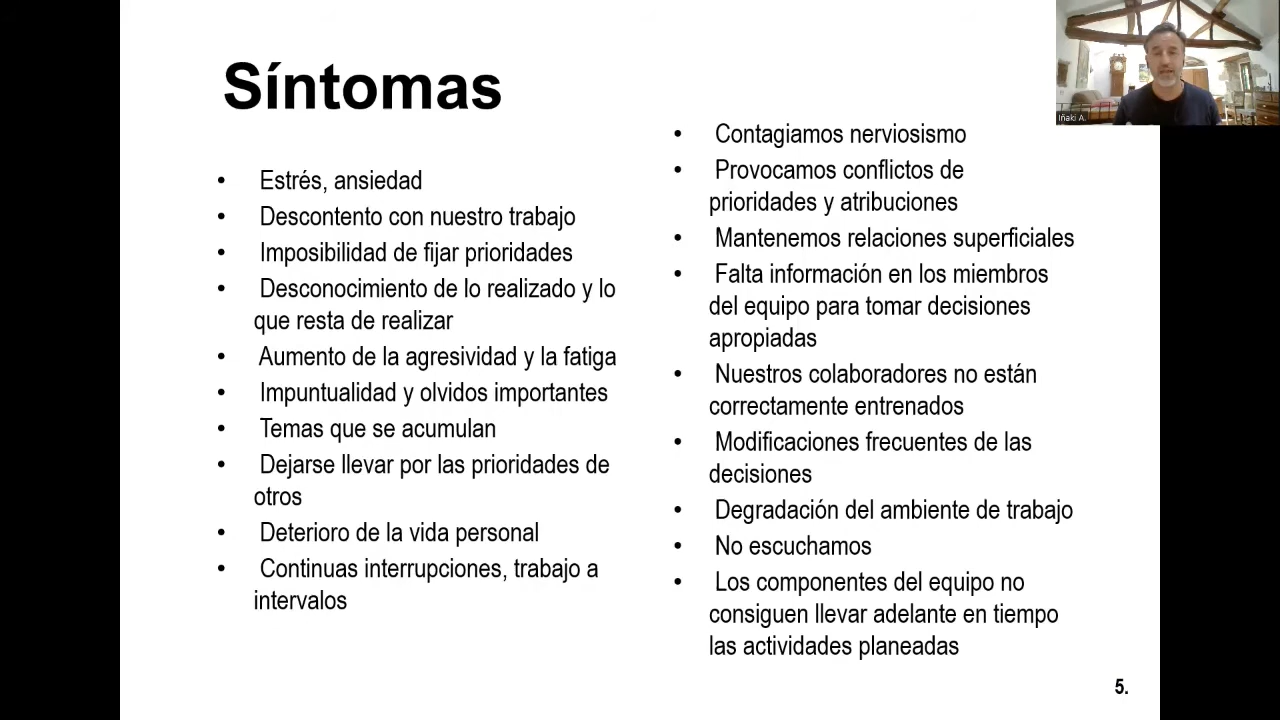 Síntomas
• Estrés, ansiedad
• Descontento con nuestro trabajo
• Imposibilidad de fijar prioridades
• Desconocimiento de lo realizado y lo
que resta de realizar
• Aumento de la agresividad y la fatiga
• Impuntualidad y olvidos importantes
• Temas que se acumulan
• Dejarse llevar por las prioridades de
otros
• Deterioro de la vida personal
• Continuas interrupciones, trabajo a
intervalos
• Contagiamos nerviosismo
• Provocamos conflictos de
prioridades y atribuciones
• Mantenemos relaciones superficiales
• Falta información en los miembros
del equipo para tomar decisiones
apropiadas
• Nuestros colaboradores no están
correctamente entrenados
• Modificaciones frecuentes de las
decisiones
• Degradación del ambiente de trabajo
• No escuchamos
• Los componentes del equipo no
consiguen llevar adelante en tiempo
las actividades planeadas
Iñaki A.
5.